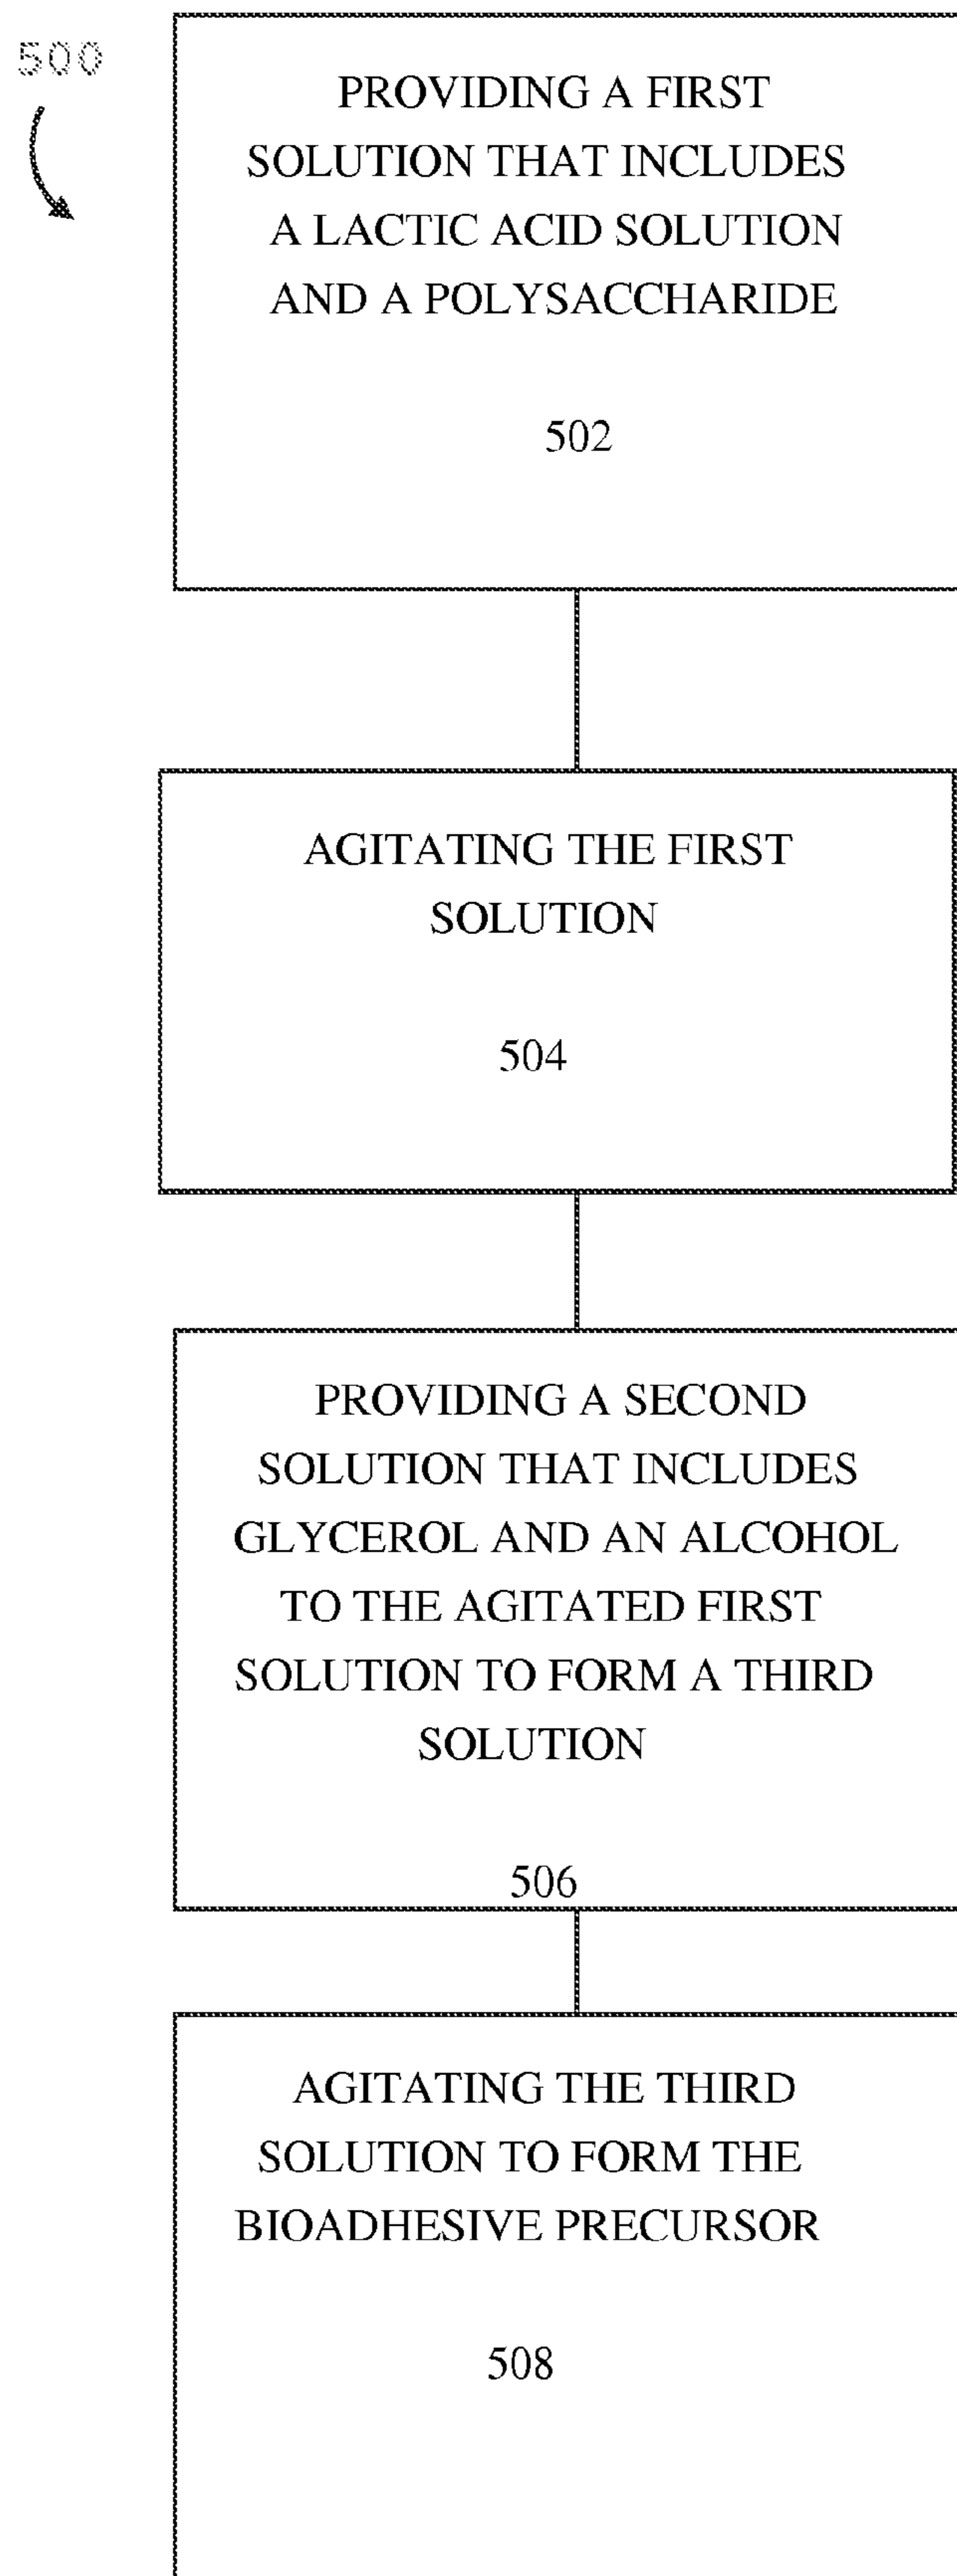 500
PROVIDING A FIRST
SOLUTION THAT INCLUDES
A LACTIC ACID SOLUTION
AND A POLYSACCHARIDE
502
AGITATING THE FIRST
SOLUTION
504
PROVIDING A SECOND
SOLUTION THAT INCLUDES
GLYCEROL AND AN ALCOHOL
TO THE AGITATED FIRST
SOLUTION TO FORM A THIRD
SOLUTION
506
AGITATING THE THIRD
SOLUTION TO FORM THE
BIOADHESIVE PRECURSOR
508